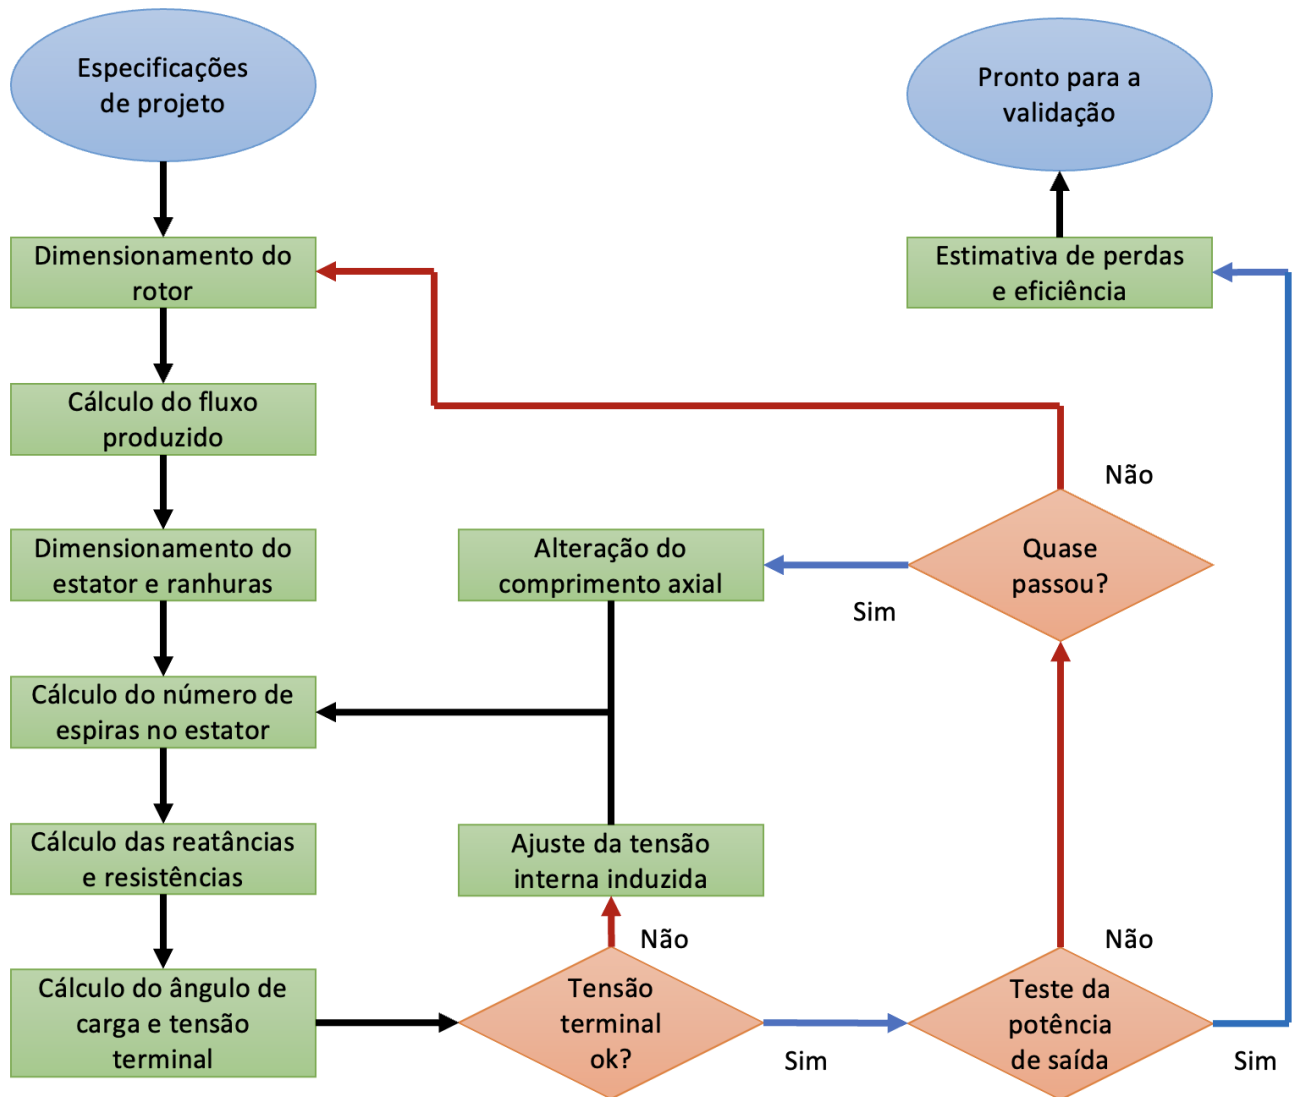 Especificações
de projeto
Pronto para a
validação
Dimensionamento do
rotor
Estimativa de perdas
e eficiência
Cálculo do fluxo
produzido
Não
Dimensionamento do
estator e ranhuras
Alteração do
comprimento axial
Quase
passou?
Sim
Cálculo do número de
espiras no estator
Cálculo das reatâncias
e resistências
Ajuste da tensão
interna induzida
Não
Não
Cálculo do ângulo de
carga e tensão
terminal
Tensão
terminal
ok?
Sim
Teste da
potência
de saída
Sim